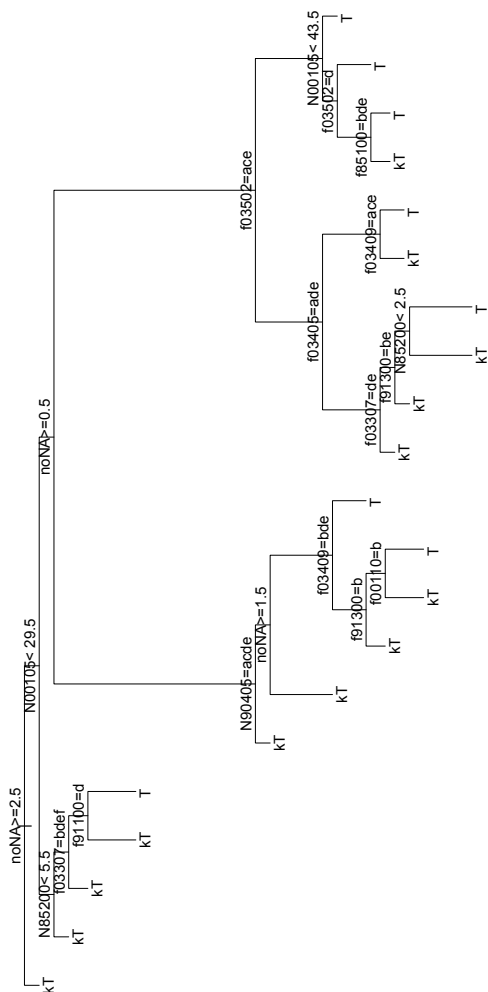 noNA>=2.5
N00105< 29.5
kT
N85200< 5.5
noNA>=0.5
f03307=bdef
kT
f91100=d
kT
kT
T
N90405=acde
f03502=ace
noNA>=1.5
kT
f03405=ade
N00105< 43.5
f03409=bde
f03502=d
kT
T
f91300=b
f85100=bde
T
f03307=de
f03409=ace
T
f00110=b
f91300=be
kT
kT
N85200< 2.5
kT
T
kT
kT
T
kT
T
kT
T